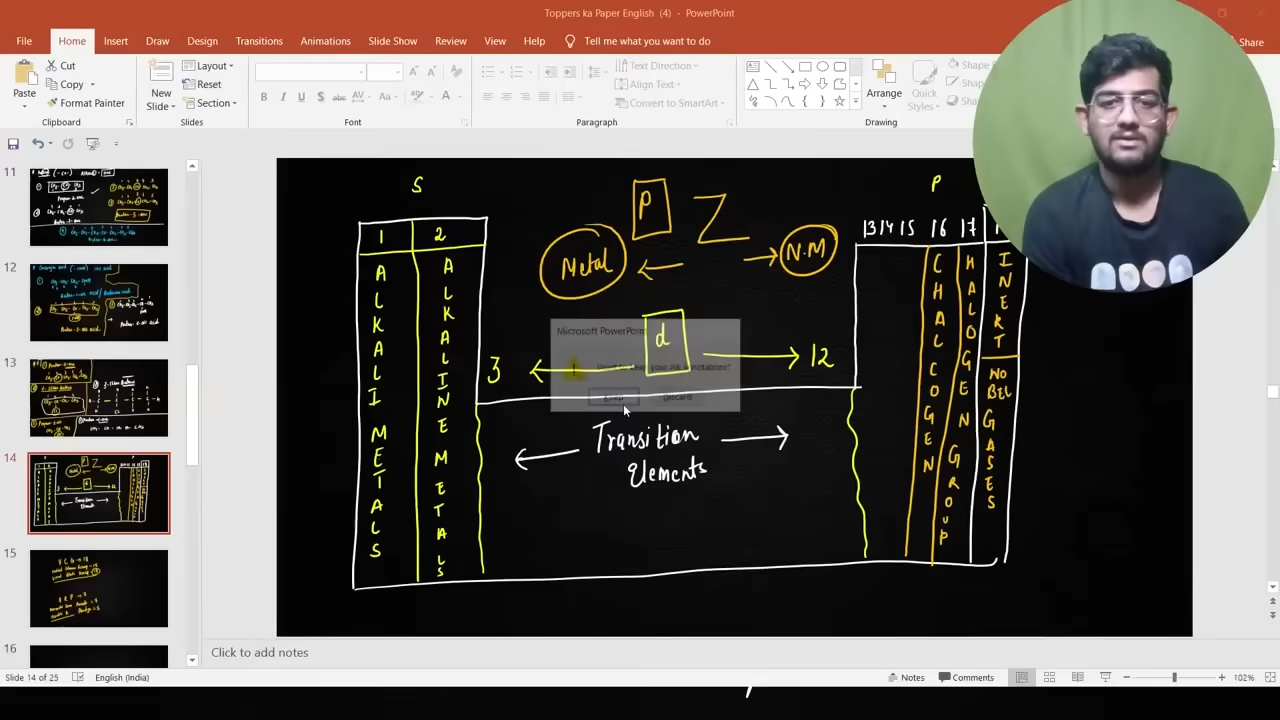 Toppers ka Paper English (4) - PowerPoint
File Home Insert Draw Design Transitions Animations Slide Show Review View Help Tell me what you want to do Share
Paste
Cut
Copy
Format Painter
Clipboard
New Slide
Layout
Reset
Section
Slides
Font
Text Direction
Align Text
Convert to SmartArt
Paragraph
Arrange
Quick Styles
Shape
Shape
Drawing
11
12
13
14
15
16
S
P
P
Z
1 2
13 14 15 16 17
Metal
N.M
ALKALI METALS
ALKALINE METALS
CHALCOGEN
HALOGEN GROUP
INERT
NOBEL GASES
d
3
12
Transition
Elements
Microsoft PowerPoint
Discard
Click to add notes
Slide 14 of 25 English (India) Notes Comments 102%